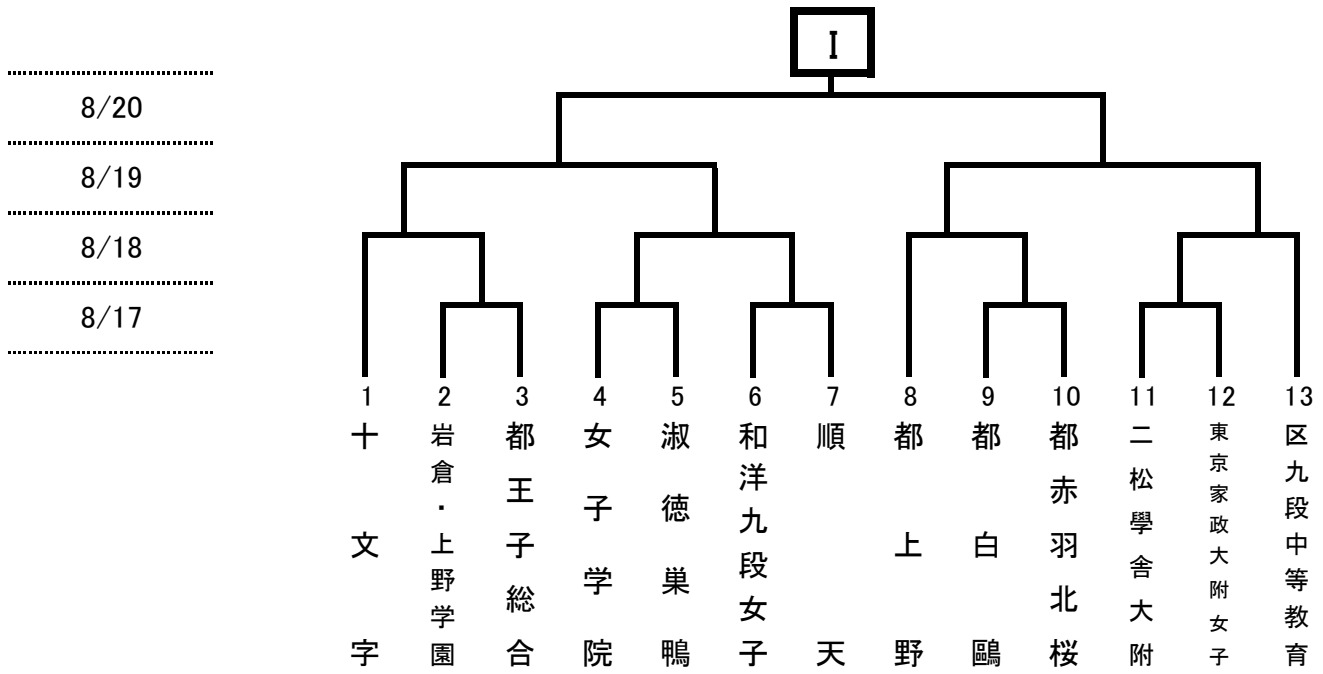 I
8/20
8/19
8/18
8/17
1
十文字
2
岩倉・上野学園
3
都王子総合
4
女子学院
5
淑徳巣鴨
6
和洋九段女子
7
順天
8
都上野
9
都白鷗
10
都赤羽北桜
11
二松學舎大附
12
東京家政大附女子
13
区九段中等教育